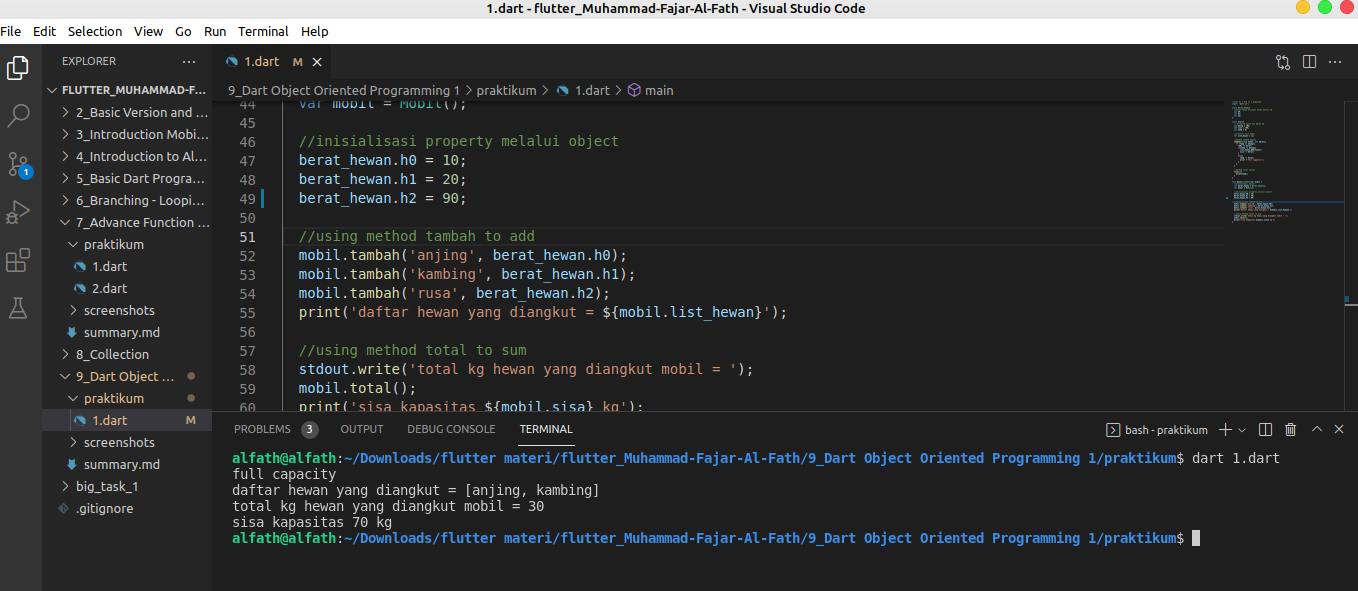 1.dart - flutter_Muhammad-Fajar-Al-Fath - Visual Studio Code
File Edit Selection View Go Run Terminal Help
EXPLORER
FLUTTER_MUHAMMAD-F...
2_Basic Version and ...
3_Introduction Mobi...
4_Introduction to Al...
5_Basic Dart Progra...
6_Branching - Loopi...
7_Advance Function ...
praktikum
1.dart
2.dart
screenshots
summary.md
8_Collection
9_Dart Object ...
praktikum
1.dart M
screenshots
summary.md
big_task_1
.gitignore
1
1.dart M
9_Dart Object Oriented Programming 1 > praktikum > 1.dart > main
44 var mobil = Mobil();
45
46 //inisialisasi property melalui object
47 berat_hewan.h0 = 10;
48 berat_hewan.h1 = 20;
49 berat_hewan.h2 = 90;
50
51 //using method tambah to add
52 mobil.tambah('anjing', berat_hewan.h0);
53 mobil.tambah('kambing', berat_hewan.h1);
54 mobil.tambah('rusa', berat_hewan.h2);
55 print('daftar hewan yang diangkut = ${mobil.list_hewan}');
56
57 //using method total to sum
58 stdout.write('total kg hewan yang diangkut mobil = ');
59 mobil.total();
60 print('sisa kapasitas ${mobil.sisa} kg');
PROBLEMS 3 OUTPUT DEBUG CONSOLE TERMINAL bash - praktikum
alfath@alfath:~/Downloads/flutter materi/flutter_Muhammad-Fajar-Al-Fath/9_Dart Object Oriented Programming 1/praktikum$ dart 1.dart
full capacity
daftar hewan yang diangkut = [anjing, kambing]
total kg hewan yang diangkut mobil = 30
sisa kapasitas 70 kg
alfath@alfath:~/Downloads/flutter materi/flutter_Muhammad-Fajar-Al-Fath/9_Dart Object Oriented Programming 1/praktikum$